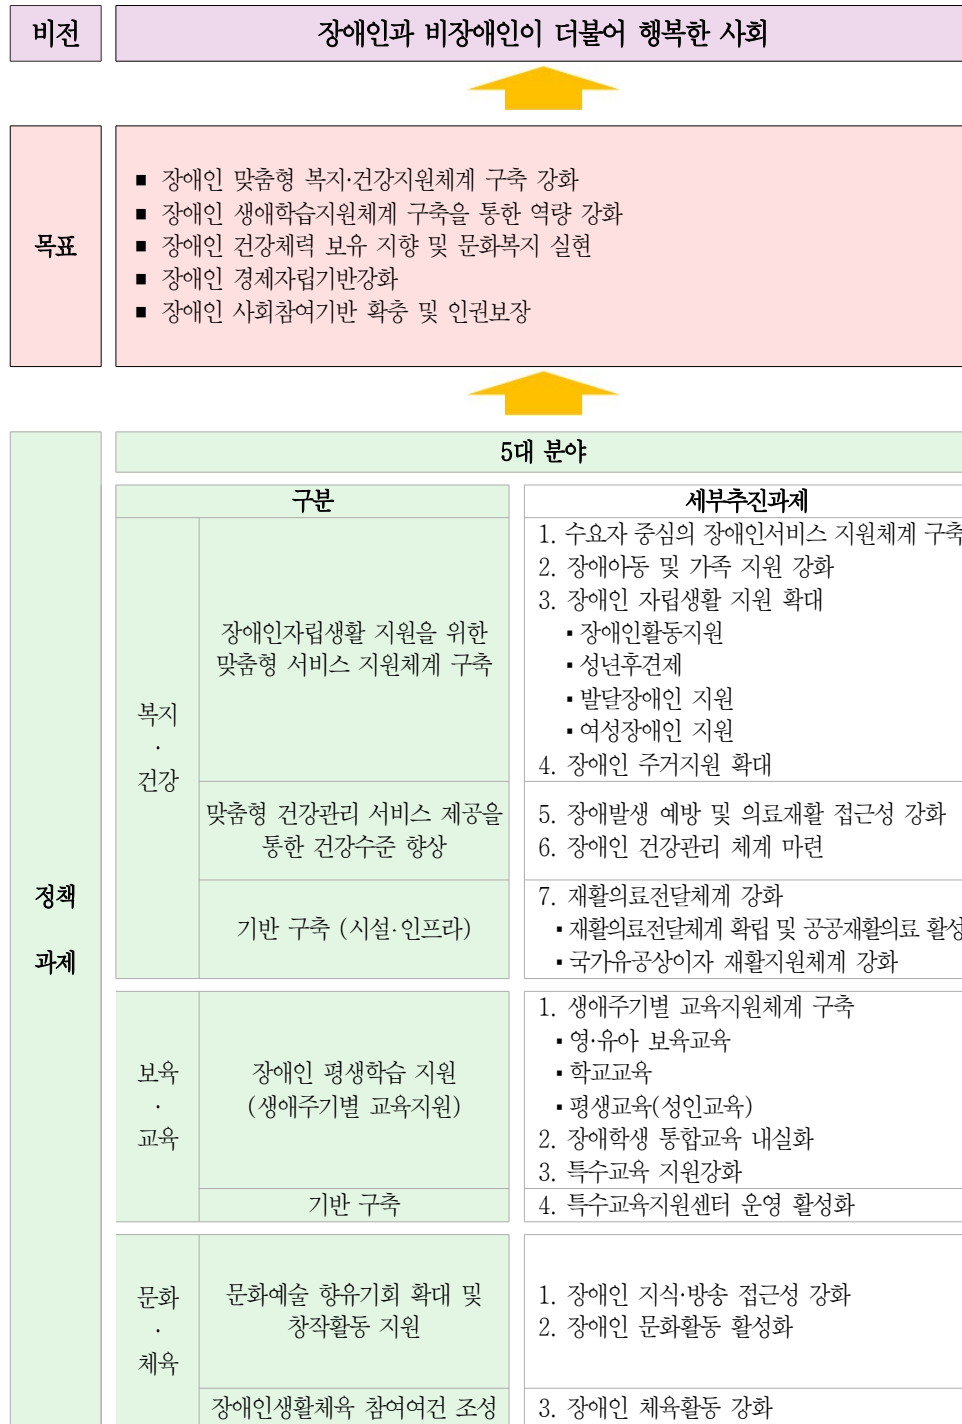 비전
장애인과 비장애인이 더불어 행복한 사회
목표
■ 장애인 맞춤형 복지·건강지원체계 구축 강화
■ 장애인 생애학습지원체계 구축을 통한 역량 강화
■ 장애인 건강체력 보유 지향 및 문화복지 실현
■ 장애인 경제자립기반강화
■ 장애인 사회참여기반 확충 및 인권보장
정책
과제
5대 분야
구분
세부추진과제
복지
·
건강
장애인자립생활 지원을 위한
맞춤형 서비스 지원체계 구축
1. 수요자 중심의 장애인서비스 지원체계 구축
2. 장애아동 및 가족 지원 강화
3. 장애인 자립생활 지원 확대
▪장애인활동지원
▪성년후견제
▪발달장애인 지원
▪여성장애인 지원
4. 장애인 주거지원 확대
맞춤형 건강관리 서비스 제공을
통한 건강수준 향상
5. 장애발생 예방 및 의료재활 접근성 강화
6. 장애인 건강관리 체계 마련
기반 구축 (시설·인프라)
7. 재활의료전달체계 강화
▪재활의료전달체계 확립 및 공공재활의료 활성
▪국가유공상이자 재활지원체계 강화
보육
·
교육
장애인 평생학습 지원
(생애주기별 교육지원)
1. 생애주기별 교육지원체계 구축
▪영·유아 보육교육
▪학교교육
▪평생교육(성인교육)
2. 장애학생 통합교육 내실화
3. 특수교육 지원강화
기반 구축
4. 특수교육지원센터 운영 활성화
문화
·
체육
문화예술 향유기회 확대 및
창작활동 지원
1. 장애인 지식·방송 접근성 강화
2. 장애인 문화활동 활성화
장애인생활체육 참여여건 조성
3. 장애인 체육활동 강화